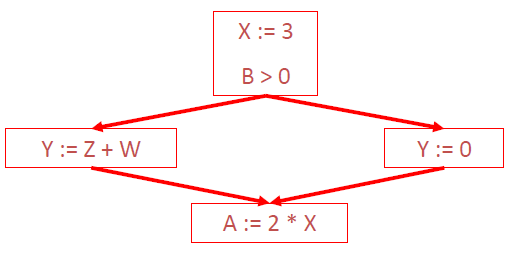 X := 3
B > 0
Y := Z + W
Y := 0
A := 2 * X